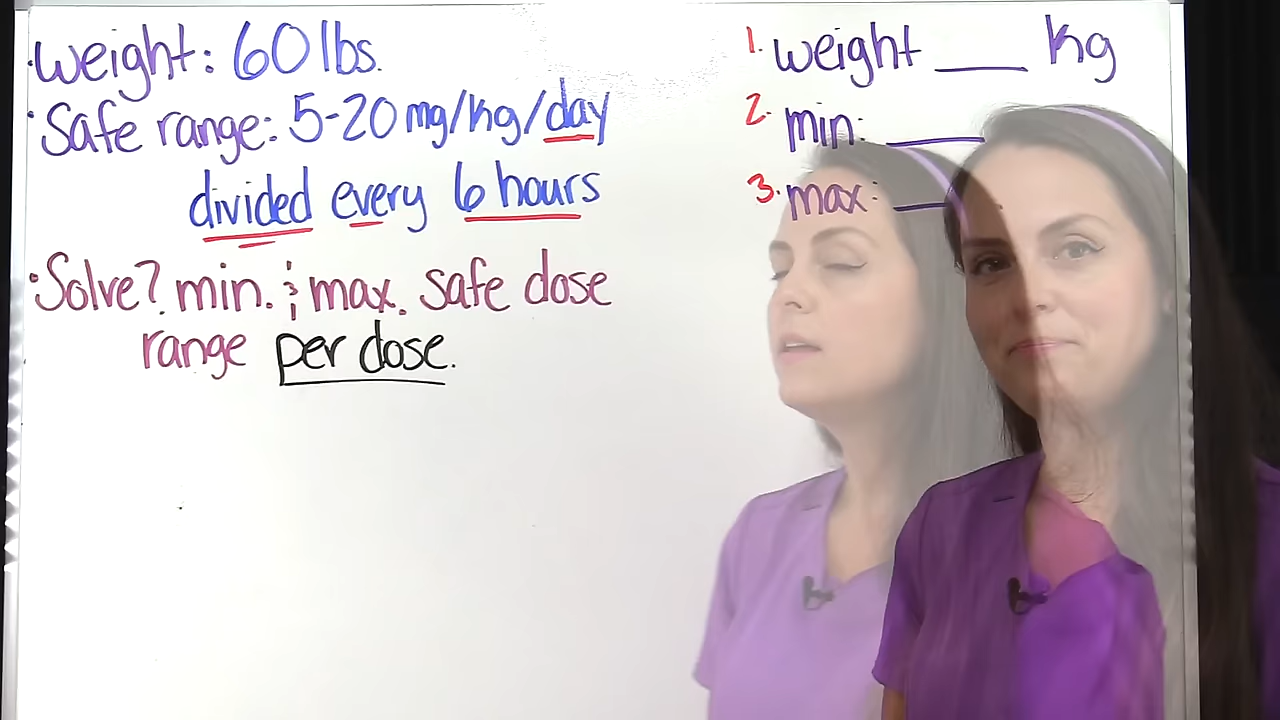 · Weight: 60 lbs.
· Safe range: 5-20 mg/kg/day
divided every 6 hours
· Solve? min. & max. safe dose
range per dose.
1. weight ___ kg
2. min: ___
3. max: ___